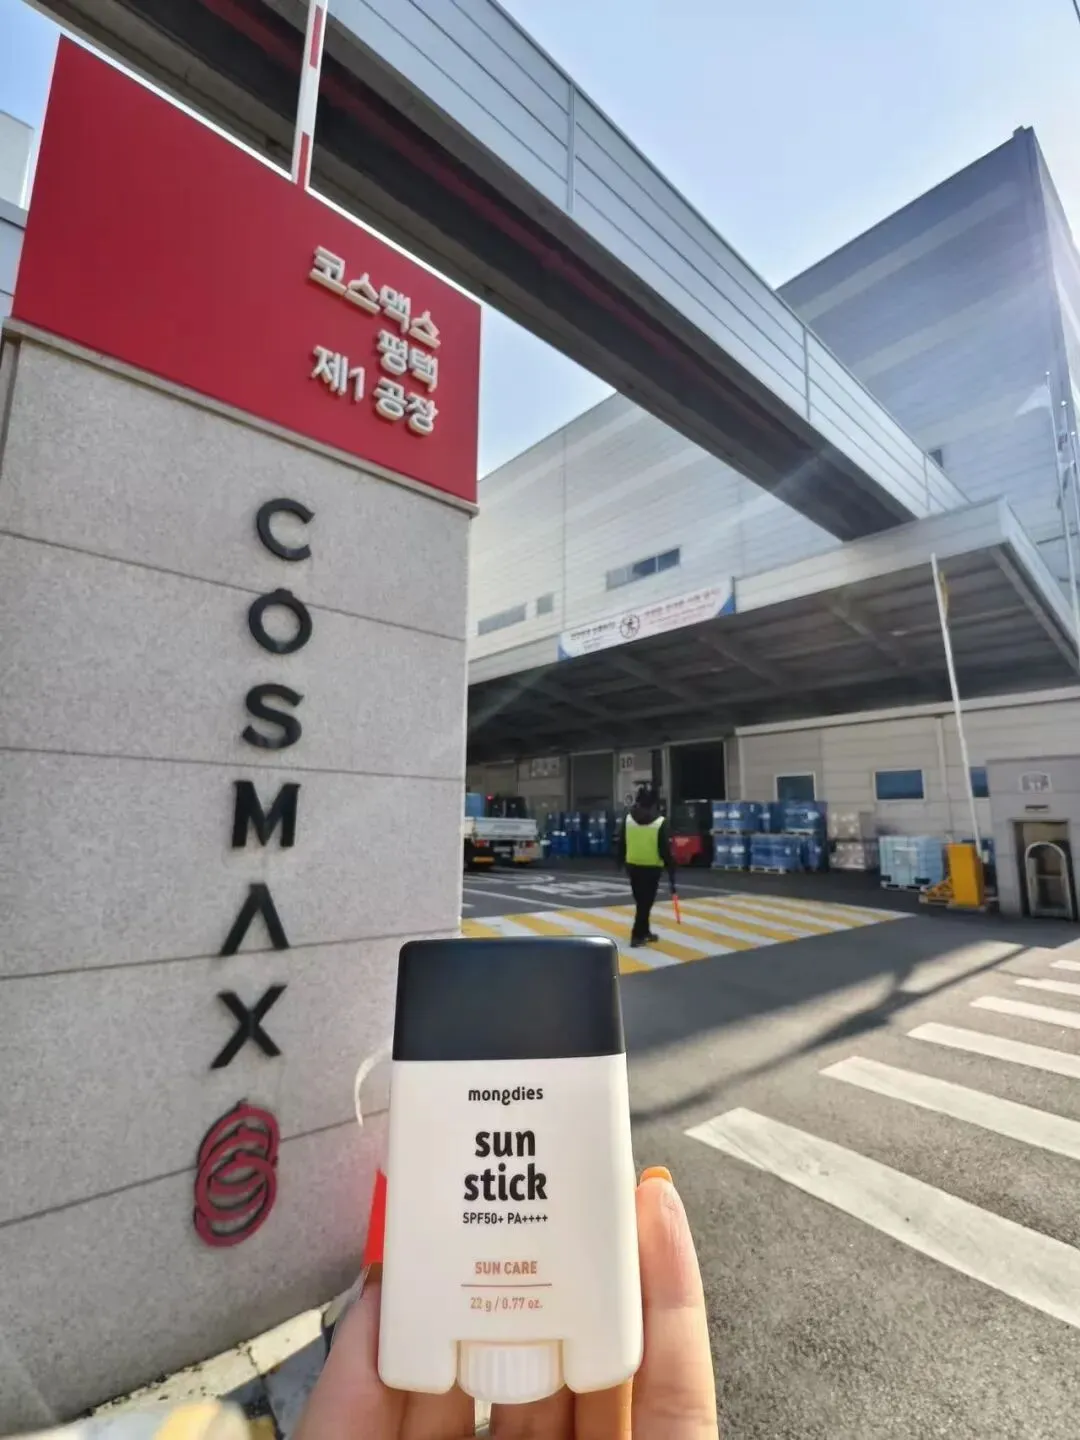 코스맥스
평택
제1 공장
COSMAX
mongdies
sun
stick
SPF50+ PA++++
SUN CARE
22 g / 0.77 oz.
10